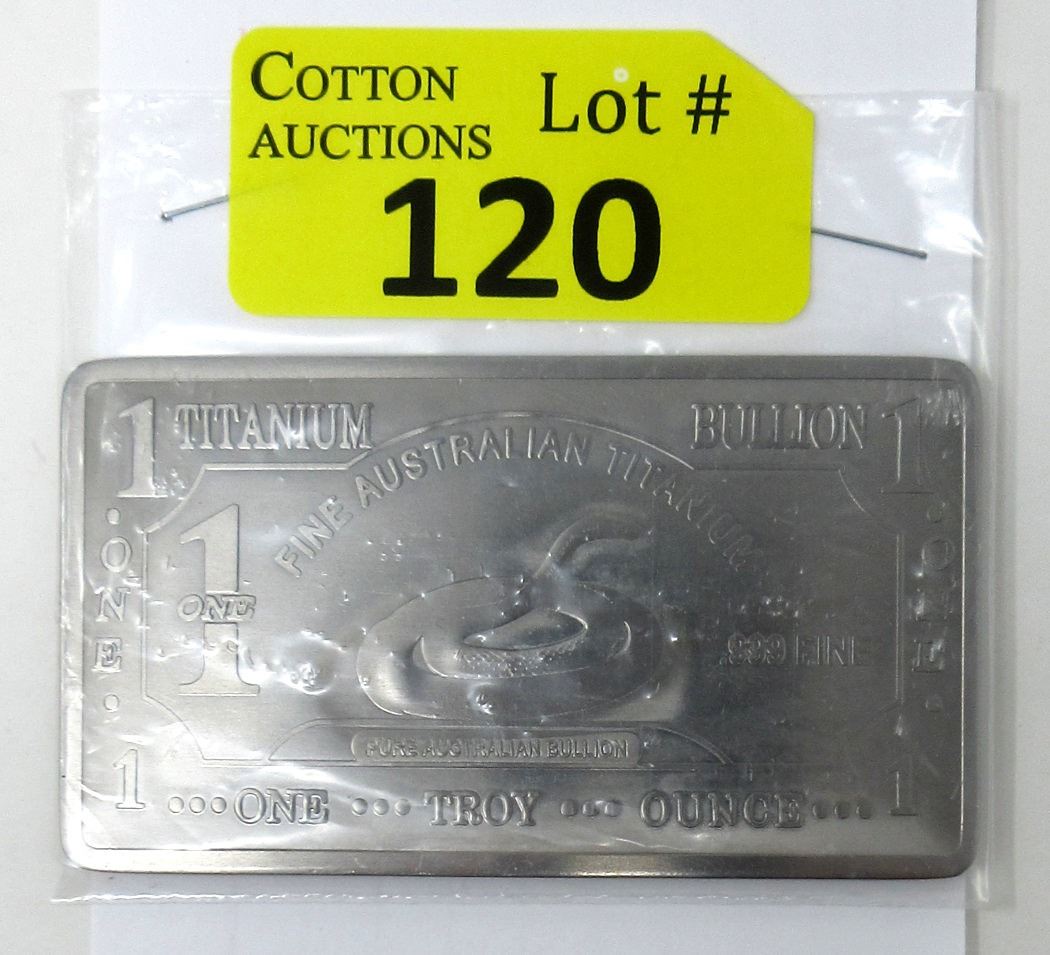 COTTON
AUCTIONS
Lot #
120
1 TITANIUM BULLION 1
FINE AUSTRALIAN TITANIUM
·ONE·
1
ONE
.999 FINE
·ONE·
PURE AUSTRALIAN BULLION
1 ONE TROY OUNCE 1